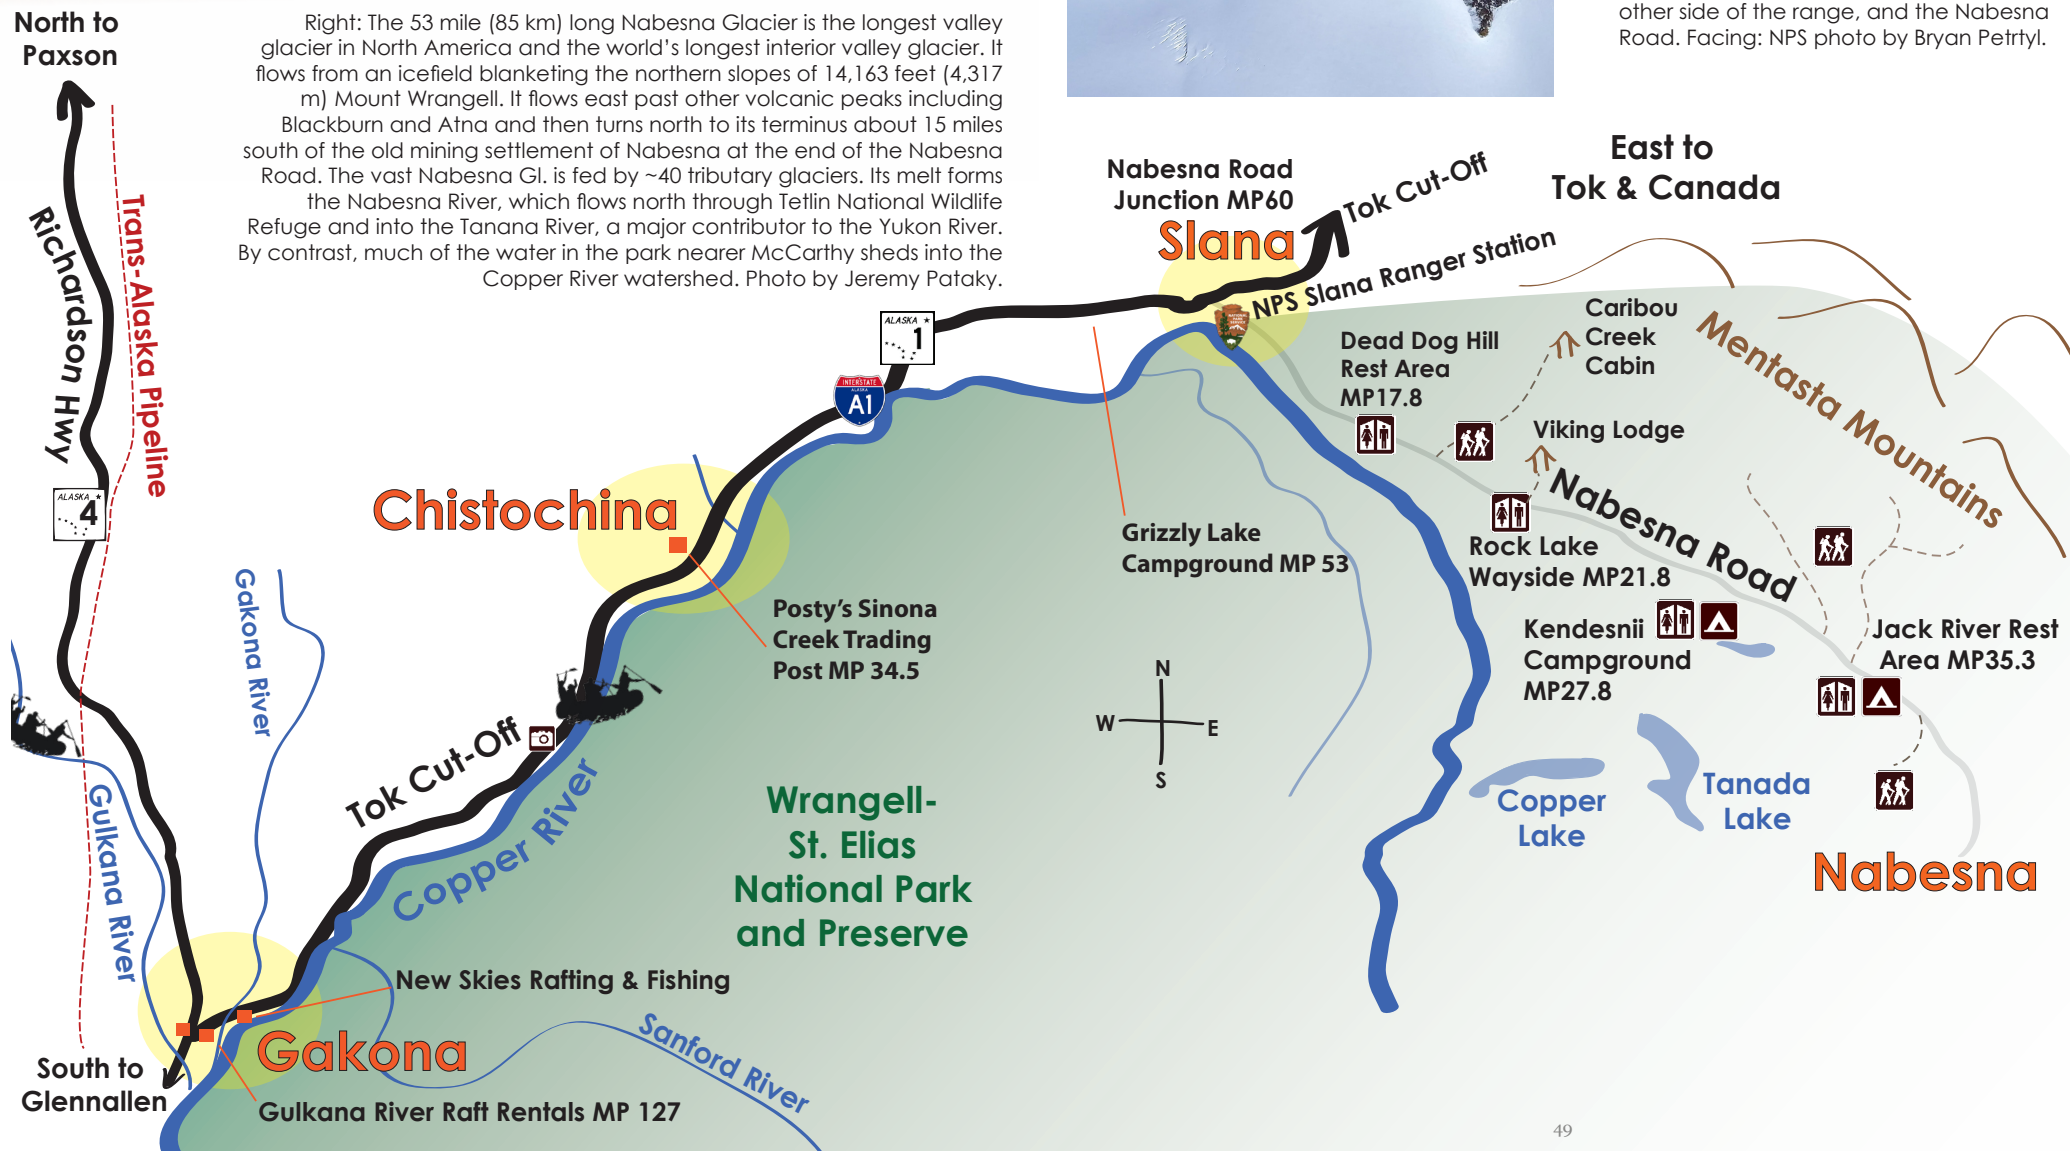 North to
Paxson
Right: The 53 mile (85 km) long Nabesna Glacier is the longest valley
glacier in North America and the world's longest interior valley glacier. It
flows from an icefield blanketing the northern slopes of 14,163 feet (4,317
m) Mount Wrangell. It flows east past other volcanic peaks including
Blackburn and Atna and then turns north to its terminus about 15 miles
south of the old mining settlement of Nabesna at the end of the Nabesna
Road. The vast Nabesna Gl. is fed by ~40 tributary glaciers. Its melt forms
the Nabesna River, which flows north through Tetlin National Wildlife
Refuge and into the Tanana River, a major contributor to the Yukon River.
By contrast, much of the water in the park nearer McCarthy sheds into the
Copper River watershed. Photo by Jeremy Pataky.
other side of the range, and the Nabesna
Road. Facing: NPS photo by Bryan Petrtyl.
East to
Tok & Canada
Nabesna Road
Junction MP60
Slana
Tok Cut-Off
NPS Slana Ranger Station
Richardson Hwy
Trans-Alaska Pipeline
ALASKA
4
ALASKA
1
INTERSTATE
ALASKA
A1
NATIONAL
PARK
SERVICE
Caribou
Creek
Cabin
Dead Dog Hill
Rest Area
MP17.8
Mentasta Mountains
Viking Lodge
Nabesna Road
Chistochina
Grizzly Lake
Campground MP 53
Rock Lake
Wayside MP21.8
Posty's Sinona
Creek Trading
Post MP 34.5
Kendesnii
Campground
MP27.8
Jack River Rest
Area MP35.3
Gakona River
N
W
E
S
Tok Cut-Off
Copper River
Gulkana River
Wrangell-
St. Elias
National Park
and Preserve
Copper
Lake
Tanada
Lake
Nabesna
New Skies Rafting & Fishing
Gakona
Sanford River
South to
Glennallen
Gulkana River Raft Rentals MP 127
49